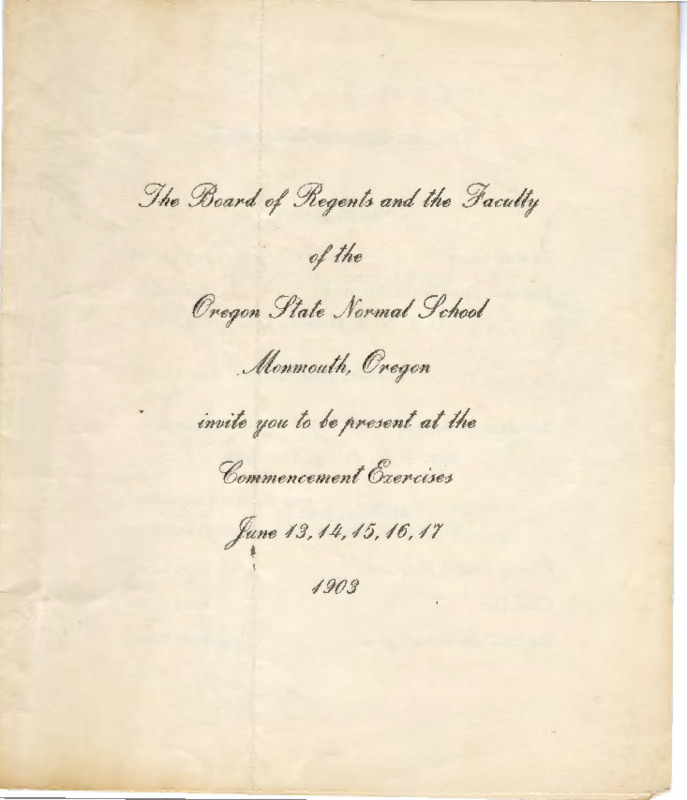 The Board of Regents and the Faculty
of the
Oregon State Normal School
Monmouth, Oregon
invite you to be present at the
Commencement Exercises
June 13, 14, 15, 16, 17
1903